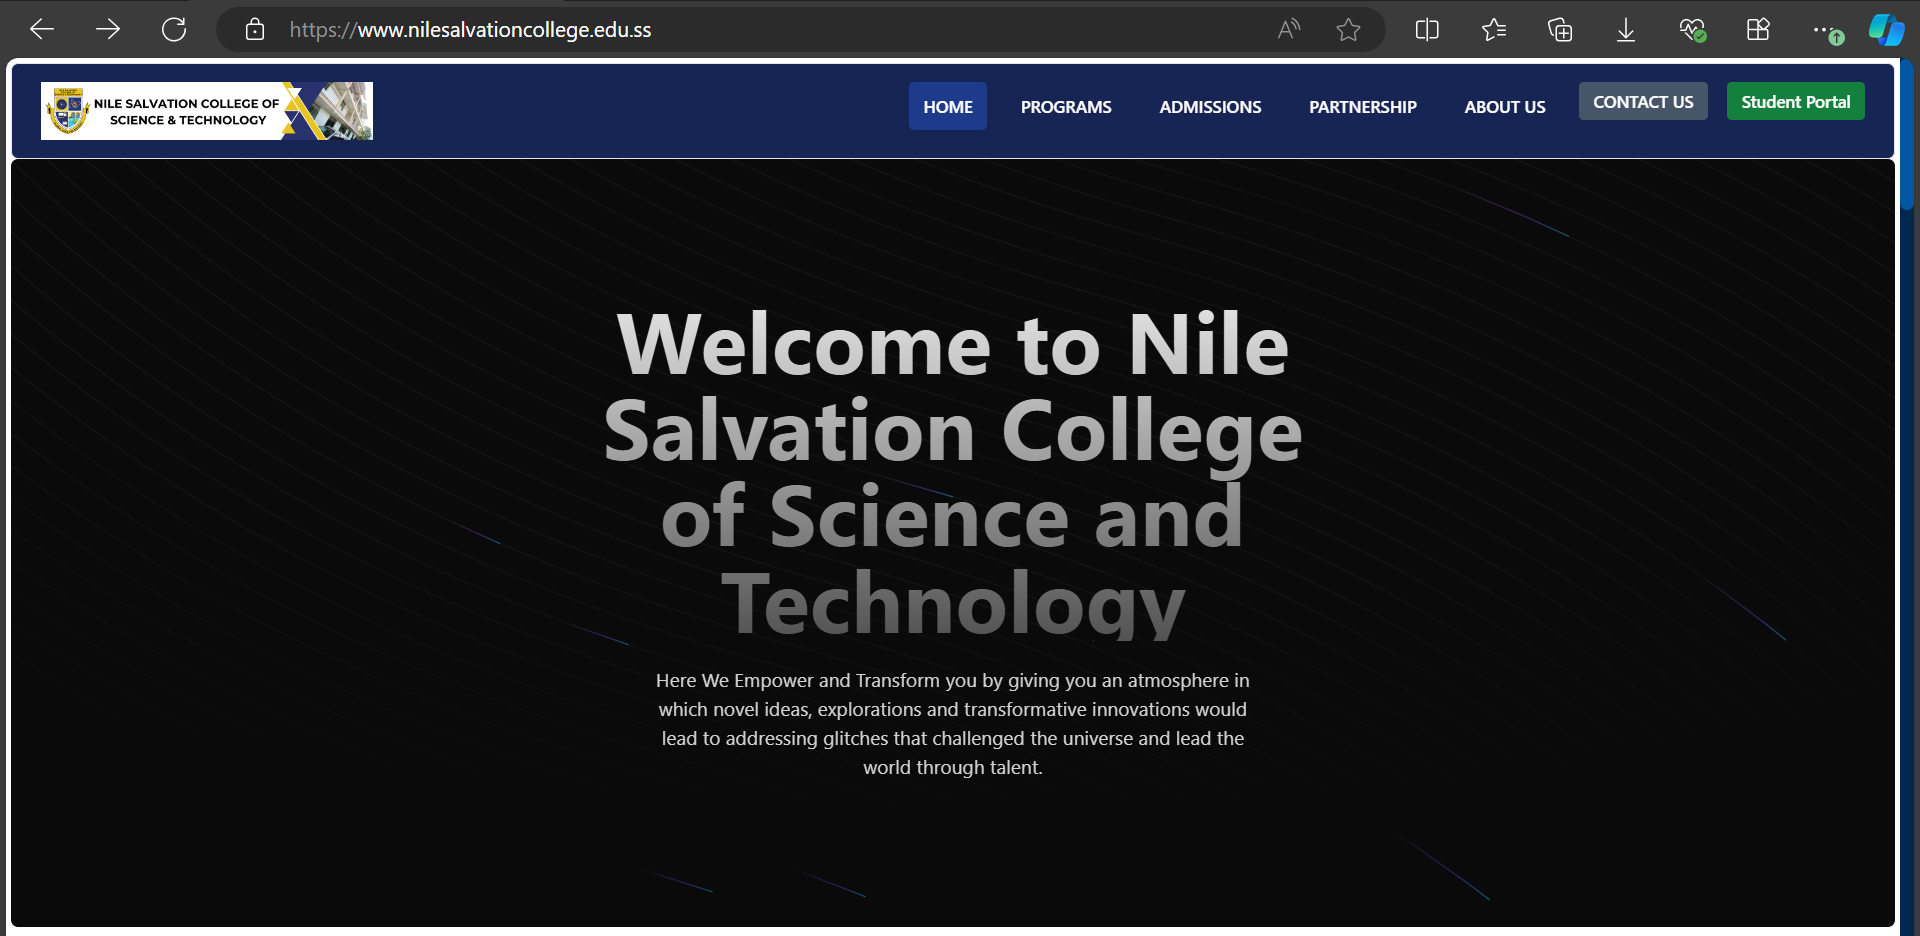 https://www.nilesalvationcollege.edu.ss
NILE SALVATION COLLEGE OF
SCIENCE & TECHNOLOGY
HOME
PROGRAMS
ADMISSIONS
PARTNERSHIP
ABOUT US
CONTACT US
Student Portal
Welcome to Nile
Salvation College
of Science and
Technology
Here We Empower and Transform you by giving you an atmosphere in
which novel ideas, explorations and transformative innovations would
lead to addressing glitches that challenged the universe and lead the
world through talent.